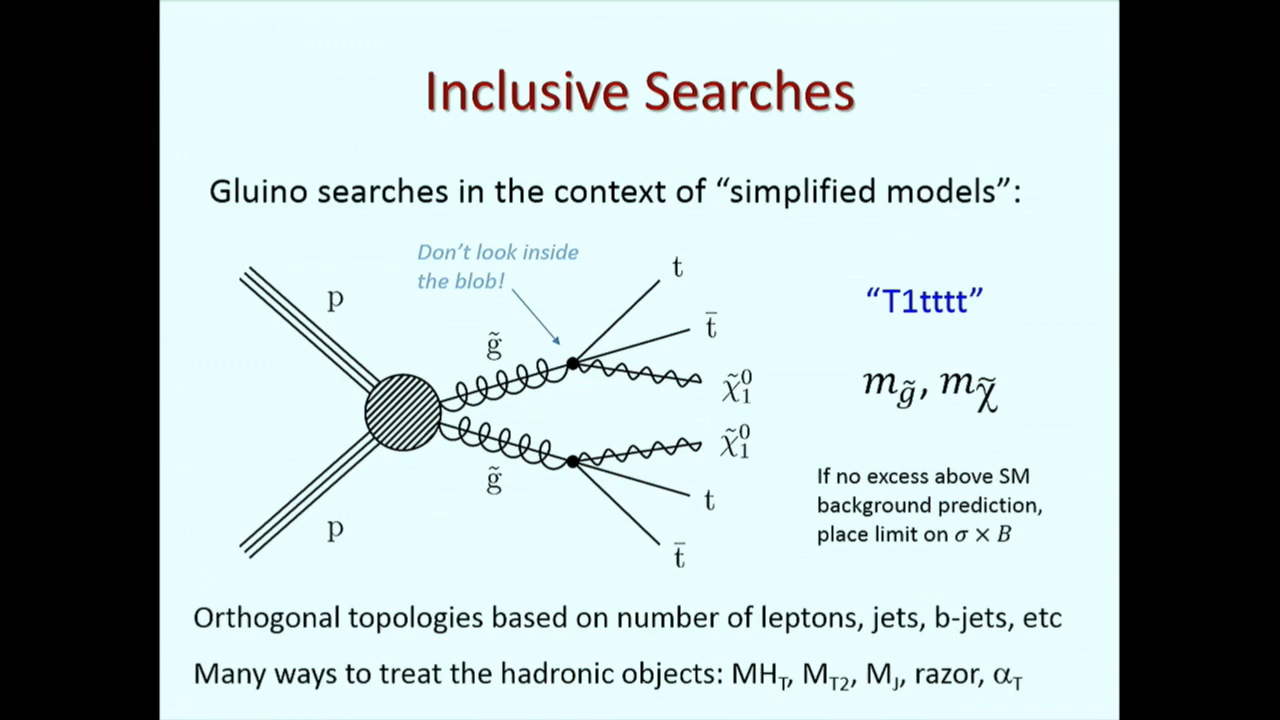 Inclusive Searches
Gluino searches in the context of “simplified models”:
Don’t look inside
the blob!
p
g̃
t
t̄
χ̃⁰₁
χ̃⁰₁
g̃
t
t̄
p
“T1tttt”
m_g̃, m_χ̃
If no excess above SM
background prediction,
place limit on σ × B
Orthogonal topologies based on number of leptons, jets, b-jets, etc
Many ways to treat the hadronic objects: MH_T, M_T2, M_J, razor, α_T